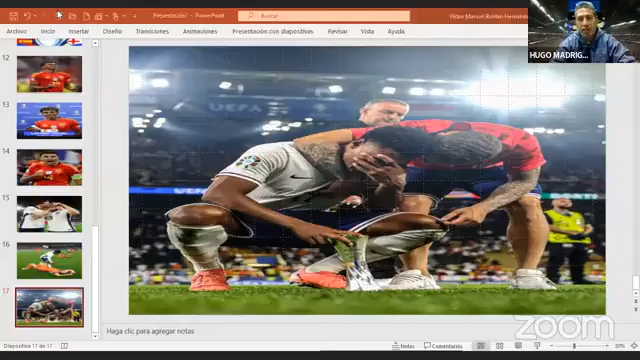 Presentación1 - PowerPoint
Buscar
Víctor Manuel Roldán Hernández
Archivo Inicio Insertar Diseño Transiciones Animaciones Presentación con diapositivas Revisar Vista Ayuda
HUGO MADRIG...
12
13
14
15
16
17
UEFA
Haga clic para agregar notas
Diapositiva 17 de 17
Notas Comentarios
80%
zoom